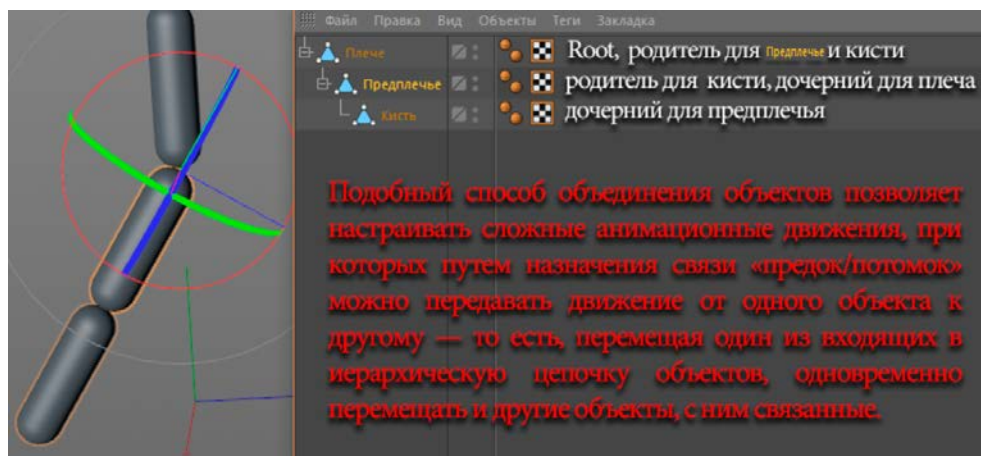 Файл Правка Вид Объекты Теги Закладка
Плече Root, родитель для Предплечье и кисти
Предплечье родитель для кисти, дочерний для плеча
Кисть дочерний для предплечья
Подобный способ объединения объектов позволяет
настраивать сложные анимационные движения, при
которых путем назначения связи «предок/потомок»
можно передавать движение от одного объекта к
другому — то есть, перемещая один из входящих в
иерархическую цепочку объектов, одновременно
перемещать и другие объекты, с ним связанные.